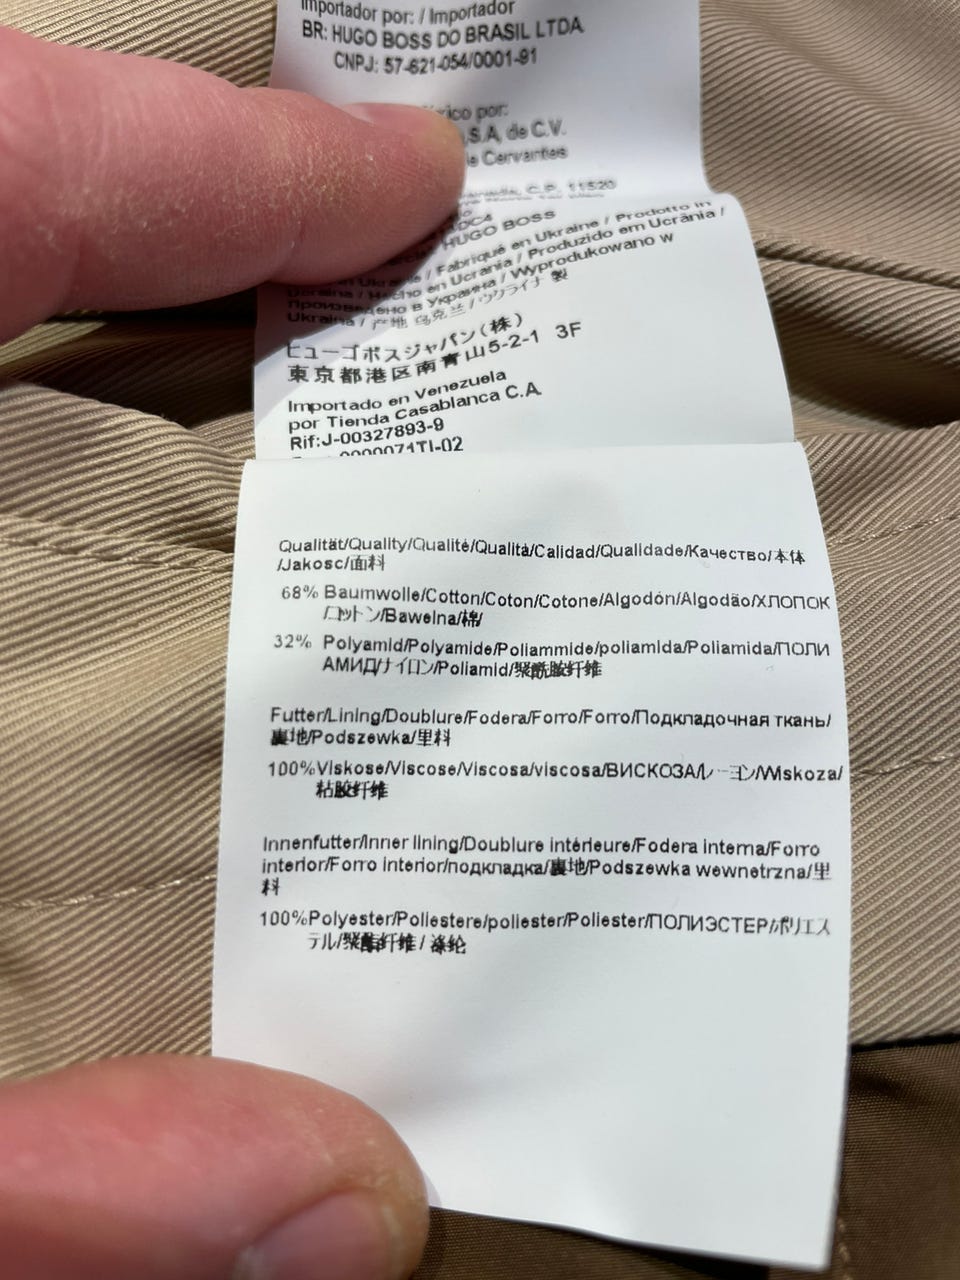 Importador por: / Importador
BR: HUGO BOSS DO BRASIL LTDA
CNPJ: 57-621-054/0001-91
por:
S.A, de C.V.
Cervantes
C.P. 11520
HUGO BOSS
/ Fabriqué en Ukraine / Prodotto in
/ Hecho en Ucrania / Produzido em Ucrânia /
Произведено в Украина / Wyprodukowano w
Ukraina / 产地 乌克兰 / ウクライナ 製
ヒューゴボスジャパン(株)
東京都港区南青山5-2-1 3F
Importado en Venezuela
por Tienda Casablanca C.A.
Rif:J-00327893-9
0000071TI-02
Qualität/Quality/Qualité/Qualità/Calidad/Qualidade/Качество/本体
/Jakosc/面料
68% Baumwolle/Cotton/Coton/Cotone/Algodón/Algodão/ХЛОПОК
/コットン/Bawelna/棉/
32% Polyamid/Polyamide/Poliammide/poliamida/Poliamida/ПОЛИ
АМИД/ナイロン/Poliamid/聚酰胺纤维
Futter/Lining/Doublure/Fodera/Forro/Forro/Подкладочная ткань/
裏地/Podszewka/里料
100%Viskose/Viscose/Viscosa/viscosa/ВИСКОЗА/レーヨン/Wiskoza/
粘胶纤维
Innenfutter/Inner lining/Doublure intérieure/Fodera interna/Forro
interior/Forro interior/подкладка/裏地/Podszewka wewnetrzna/里
料
100%Polyester/Poliestere/poliester/Poliester/ПОЛИЭСТЕР/ポリエス
テル/聚酯纤维 / 涤纶